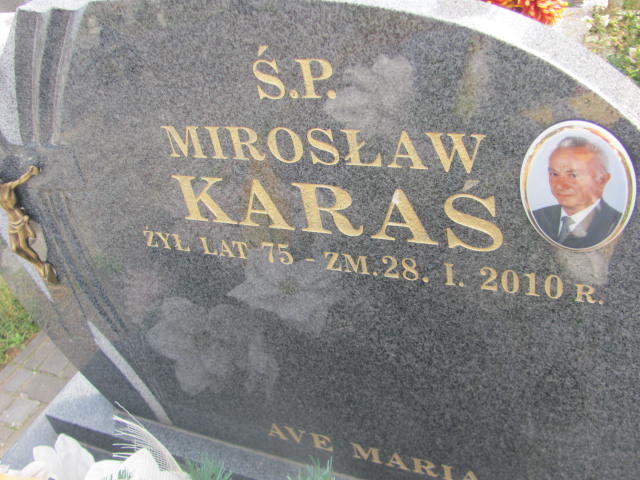 Ś.P.
MIROSŁAW
KARAŚ
ŻYŁ LAT 75 - ZM. 28. I. 2010 R.
AVE MARIA